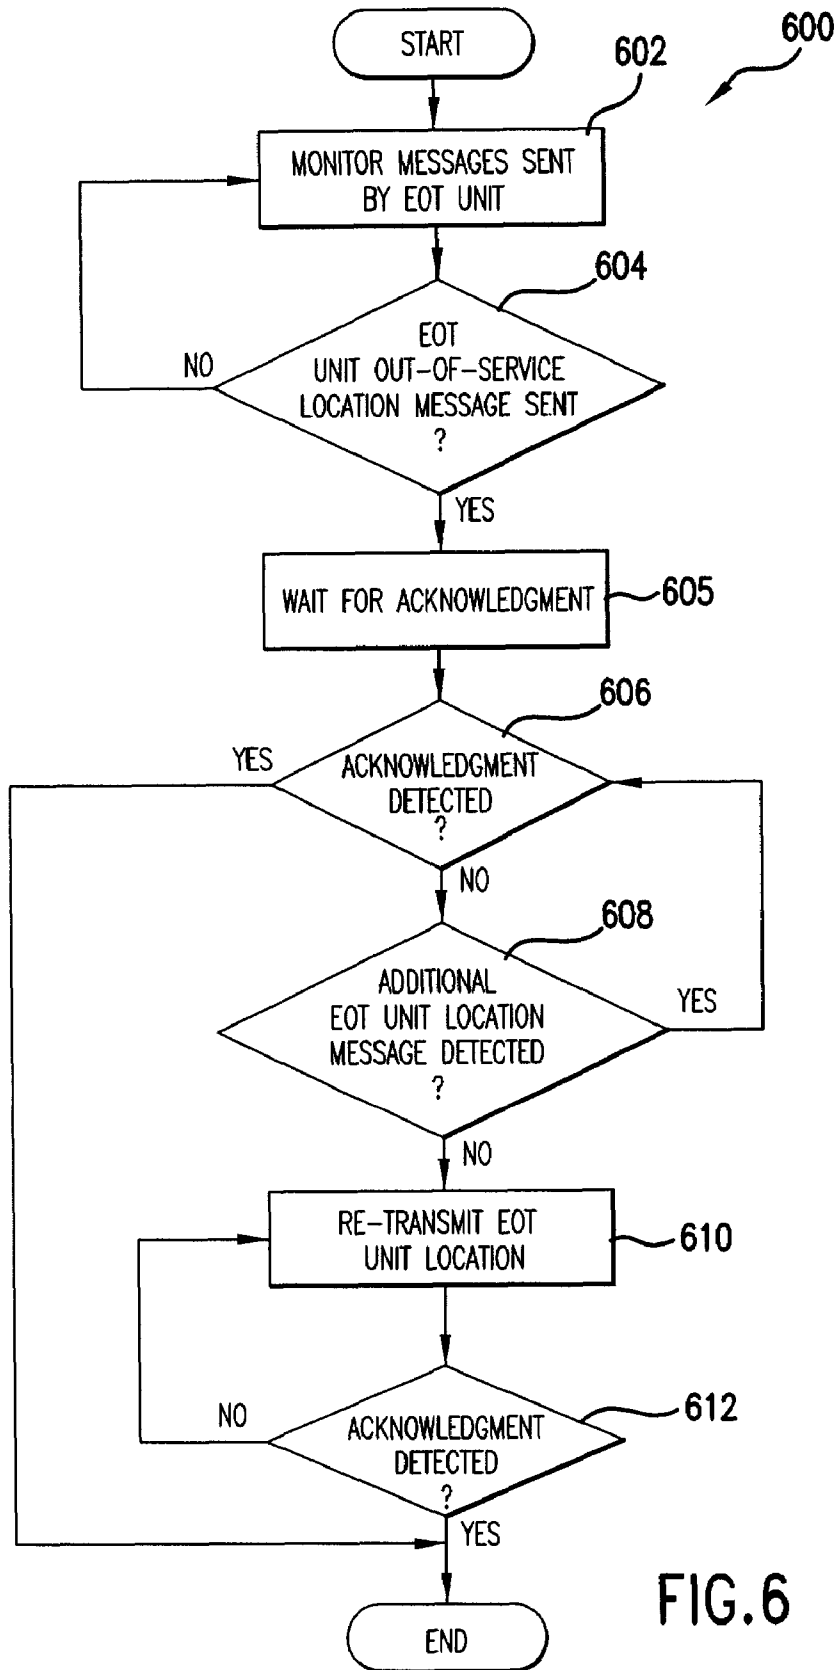 START
600
602
MONITOR MESSAGES SENT
BY EOT UNIT
604
EOT
UNIT OUT-OF-SERVICE
LOCATION MESSAGE SENT
?
NO
YES
WAIT FOR ACKNOWLEDGMENT
605
606
YES
ACKNOWLEDGMENT
DETECTED
?
NO
608
ADDITIONAL
EOT UNIT LOCATION
MESSAGE DETECTED
?
YES
NO
RE-TRANSMIT EOT
UNIT LOCATION
610
NO
612
ACKNOWLEDGMENT
DETECTED
?
YES
END
FIG.6